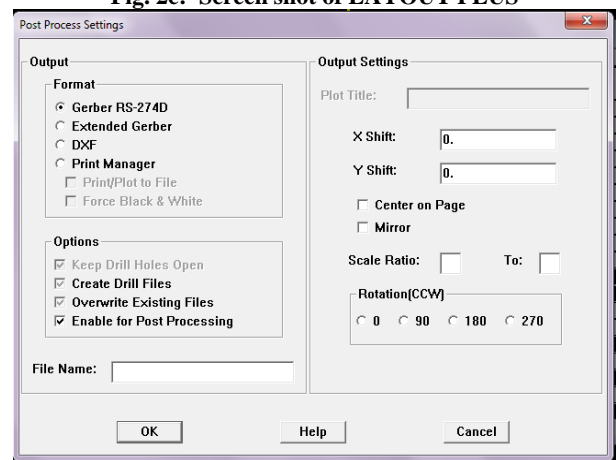 Fig. 2c: Screen shot of LAYOUT PLUS
Post Process Settings
Output
Format
Gerber RS-274D
Extended Gerber
DXF
Print Manager
Print/Plot to File
Force Black & White
Options
Keep Drill Holes Open
Create Drill Files
Overwrite Existing Files
Enable for Post Processing
File Name:
Output Settings
Plot Title:
X Shift: 0.
Y Shift: 0.
Center on Page
Mirror
Scale Ratio: To:
Rotation(CCW)
0 90 180 270
OK Help Cancel